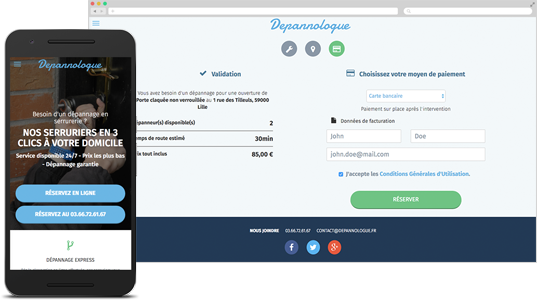 Depannologue
Validation
Vous avez besoin d'un dépannage pour une ouverture de
Porte claquée non verrouillée au 1 rue des Tilleuls, 59000
Lille
épanneur(s) disponible(s) 2
emps de route estimé 30min
ix tout inclus 85,00 €
Choisissez votre moyen de paiement
Carte bancaire
Paiement sur place après l'intervention
Données de facturation
John Doe
john.doe@mail.com
J'accepte les Conditions Générales d'Utilisation.
RÉSERVER
NOUS JOINDRE 03.66.72.61.67 CONTACT@DEPANNOLOGUE.FR
Depannologue
Besoin d'un dépannage en
serrurerie ?
NOS SERRURIERS EN 3
CLICS À VOTRE DOMICILE
Service disponible 24/7 - Prix les plus bas
- Dépannage garantie
RÉSERVEZ EN LIGNE
RÉSERVEZ AU 03.66.72.61.67
DÉPANNAGE EXPRESS